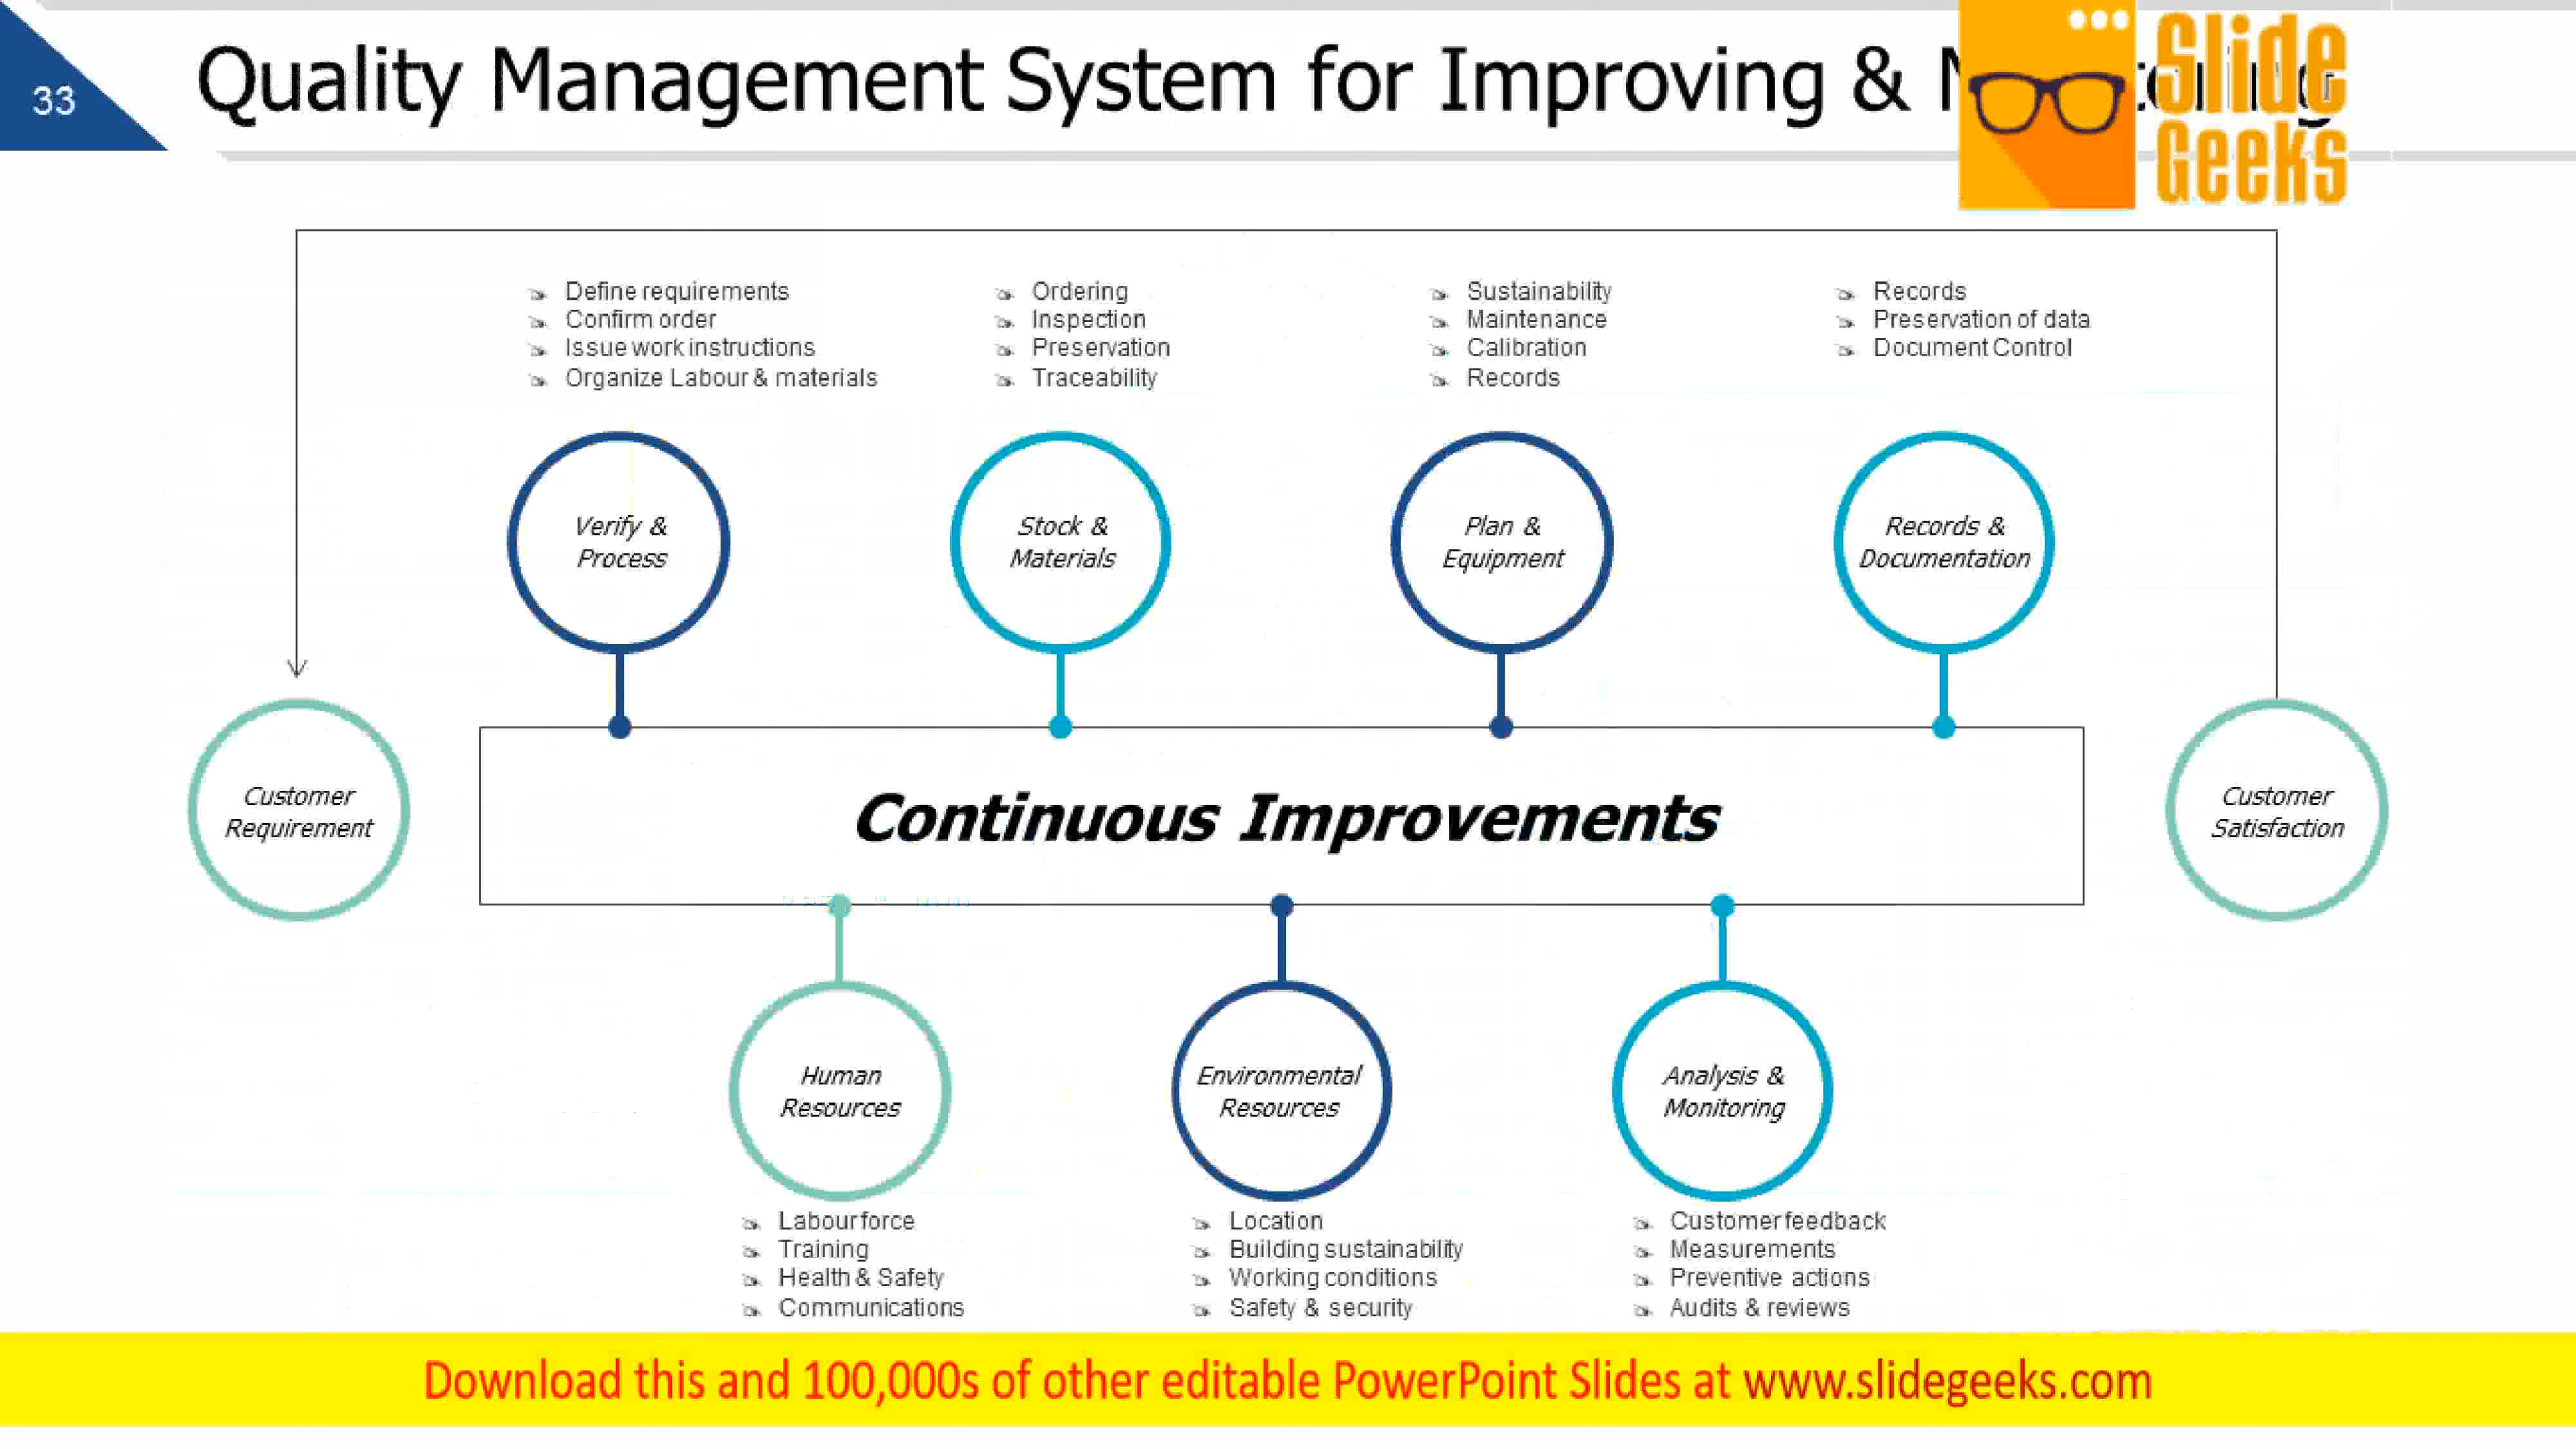 33
Quality Management System for Improving &
Slide
Geeks
Define requirements
Confirm order
Issue work instructions
Organize Labour & materials
Ordering
Inspection
Preservation
Traceability
Sustainability
Maintenance
Calibration
Records
Records
Preservation of data
Document Control
Verify &
Process
Stock &
Materials
Plan &
Equipment
Records &
Documentation
Customer
Requirement
Continuous Improvements
Customer
Satisfaction
Human
Resources
Environmental
Resources
Analysis &
Monitoring
Labour force
Training
Health & Safety
Communications
Location
Building sustainability
Working conditions
Safety & security
Customer feedback
Measurements
Preventive actions
Audits & reviews
Download this and 100,000s of other editable PowerPoint Slides at www.slidegeeks.com